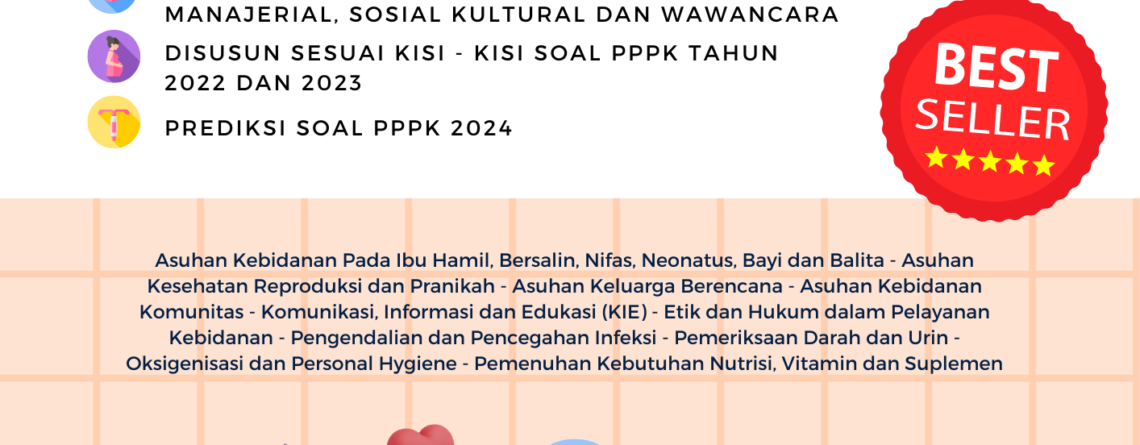 MANAJERIAL, SOSIAL KULTURAL DAN WAWANCARA
DISUSUN SESUAI KISI - KISI SOAL PPPK TAHUN
2022 DAN 2023
PREDIKSI SOAL PPPK 2024
BEST
SELLER
Asuhan Kebidanan Pada Ibu Hamil, Bersalin, Nifas, Neonatus, Bayi dan Balita - Asuhan
Kesehatan Reproduksi dan Pranikah - Asuhan Keluarga Berencana - Asuhan Kebidanan
Komunitas - Komunikasi, Informasi dan Edukasi (KIE) - Etik dan Hukum dalam Pelayanan
Kebidanan - Pengendalian dan Pencegahan Infeksi - Pemeriksaan Darah dan Urin -
Oksigenisasi dan Personal Hygiene - Pemenuhan Kebutuhan Nutrisi, Vitamin dan Suplemen